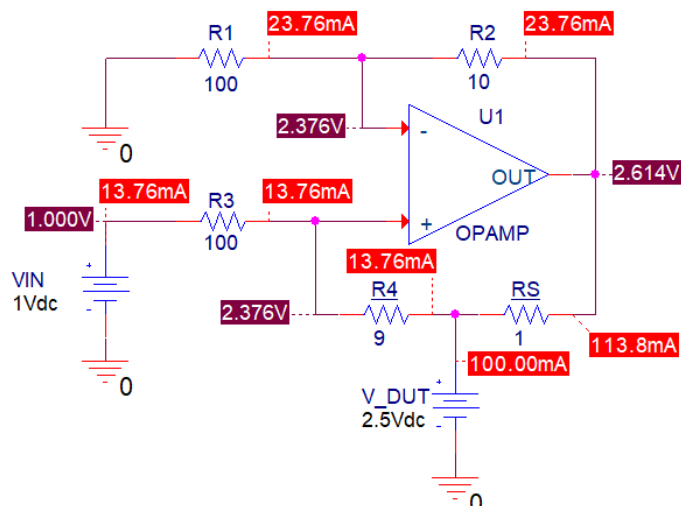 23.76mA
23.76mA
R1
R2
100
10
U1
2.376V
-
0
OUT
2.614V
13.76mA
13.76mA
1.000V
R3
+
100
OPAMP
13.76mA
+
VIN
1Vdc
-
2.376V
R4
RS
9
1
113.8mA
0
100.00mA
V_DUT
+
2.5Vdc
-
0